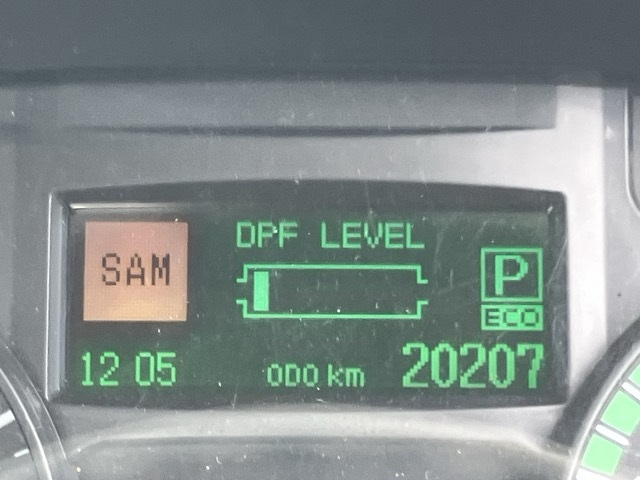 DPF LEVEL
SAM
P
ECO
12 05 ODO km 20207